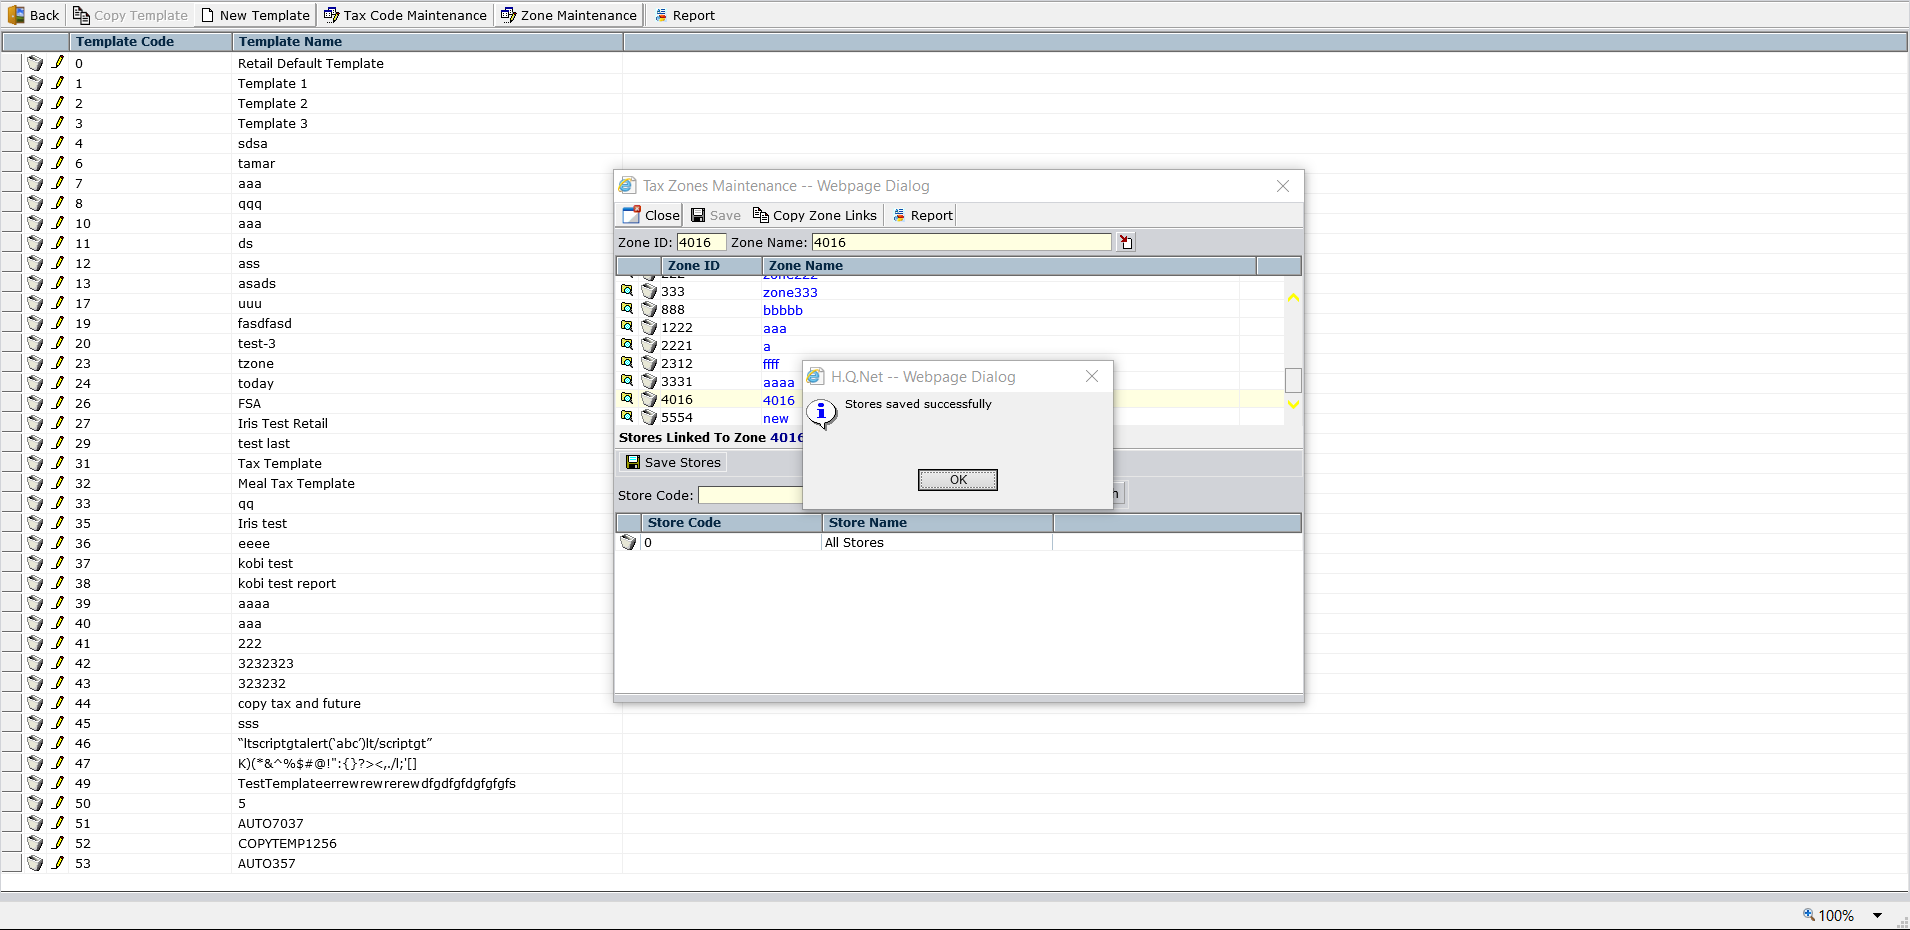 Back Copy Template New Template Tax Code Maintenance Zone Maintenance Report
Template Code Template Name
0 Retail Default Template
1 Template 1
2 Template 2
3 Template 3
4 sdsa
6 tamar
7 aaa
8 qqq
10 aaa
11 ds
12 ass
13 asads
17 uuu
19 fasdfasd
20 test-3
23 tzone
24 today
26 FSA
27 Iris Test Retail
29 test last
31 Tax Template
32 Meal Tax Template
33 qq
35 Iris test
36 eeee
37 kobi test
38 kobi test report
39 aaaa
40 aaa
41 222
42 3232323
43 323232
44 copy tax and future
45 sss
46 “ltscriptgtalert(‘abc’)lt/scriptgt”
47 K)(*&^%$#@!":{}?><,./l;'[]
49 TestTemplateerrewrewrerewdfgdfgfdgfgfgfs
50 5
51 AUTO7037
52 COPYTEMP1256
53 AUTO357
Tax Zones Maintenance -- Webpage Dialog
Close Save Copy Zone Links Report
Zone ID: 4016 Zone Name: 4016
Zone ID Zone Name
222 zone222
333 zone333
888 bbbbb
1222 aaa
2221 a
2312 ffff
3331 aaaa
4016 4016
5554 new
Stores Linked To Zone 4016
Save Stores
Store Code:
Store Code Store Name
0 All Stores
H.Q.Net -- Webpage Dialog
Stores saved successfully
OK
100%